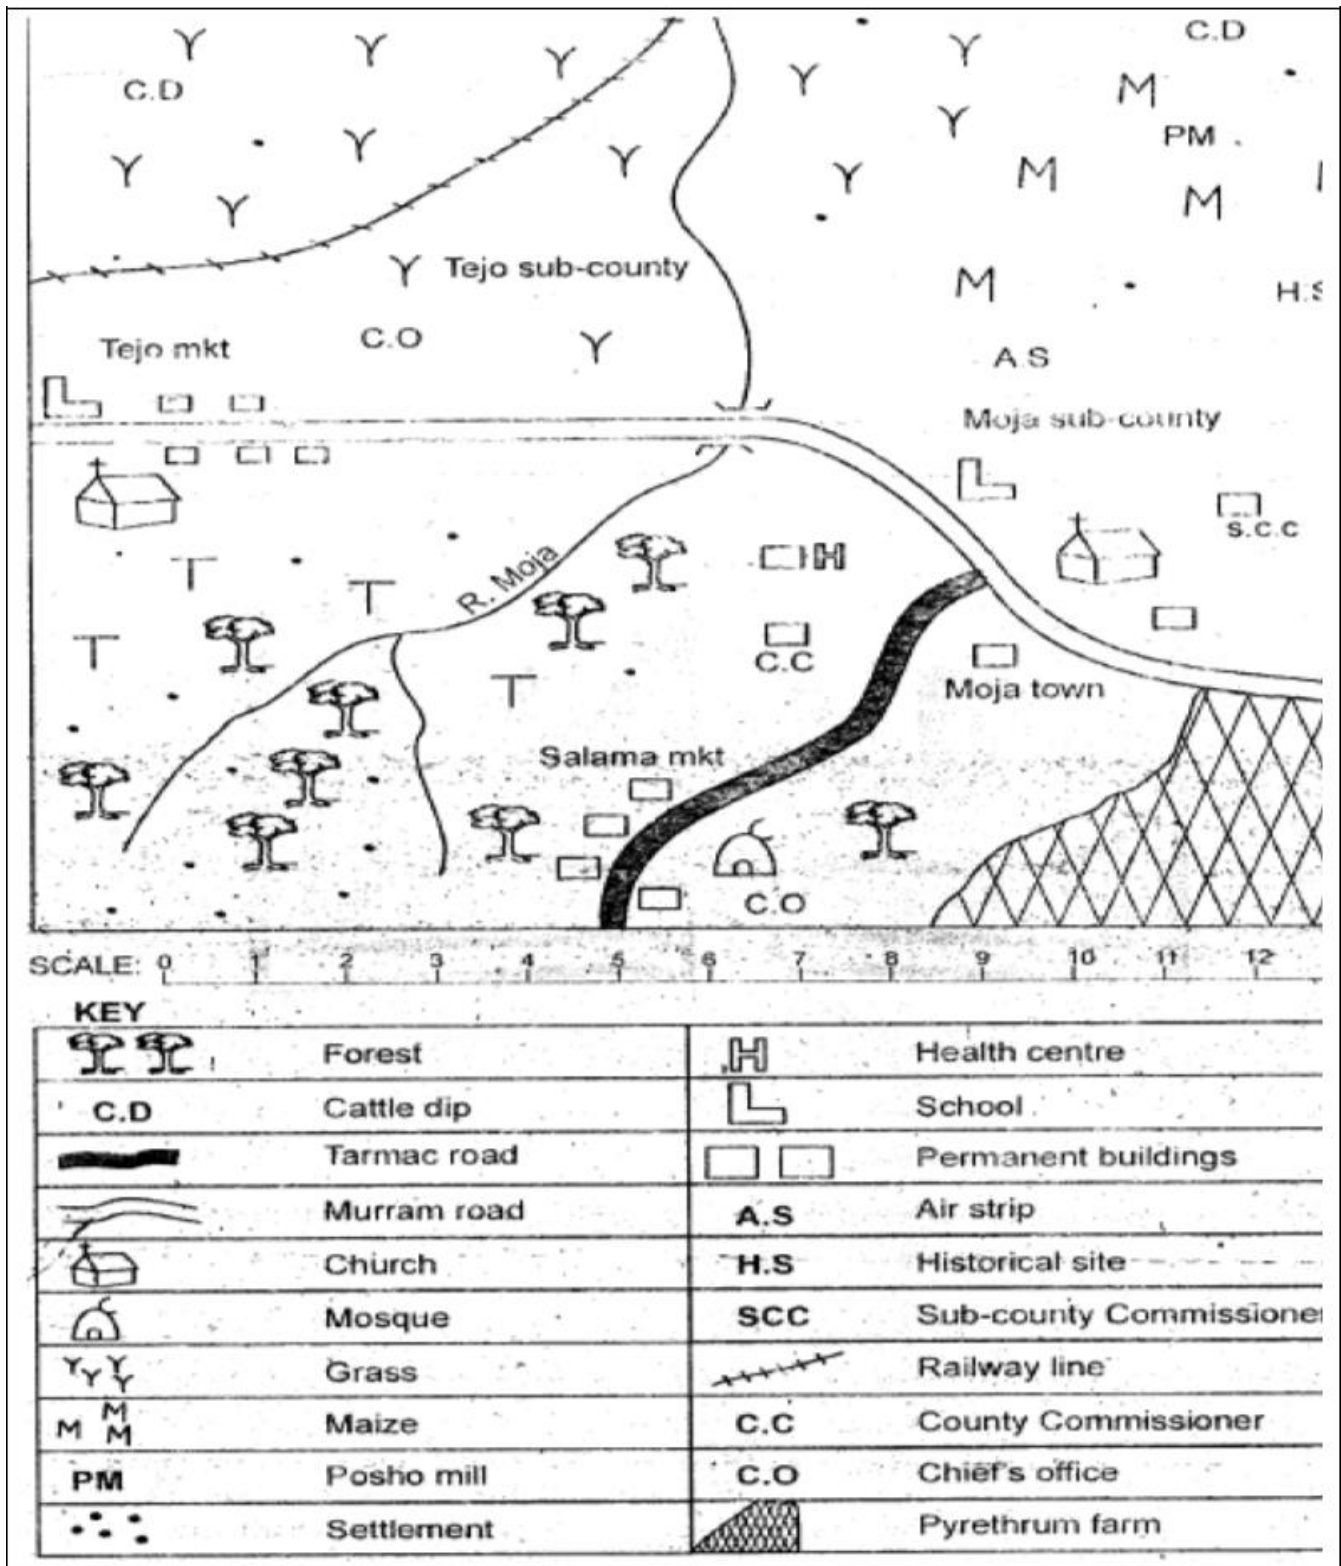 C.D
C.D
PM
Tejo sub-county
H.S
Tejo mkt
C.O
A.S
Moja sub-county
S.C.C
H
R. Moja
C.C
Moja town
Salama mkt
C.O
SCALE: 0 1 2 3 4 5 6 7 8 9 10 11 12
KEY
Forest
H Health centre
C.D Cattle dip
School
Tarmac road
Permanent buildings
Murram road
A.S Air strip
Church
H.S Historical site
Mosque
SCC Sub-county Commissione
Grass
Railway line
M M M Maize
C.C County Commissioner
PM Posho mill
C.O Chief's office
Settlement
Pyrethrum farm